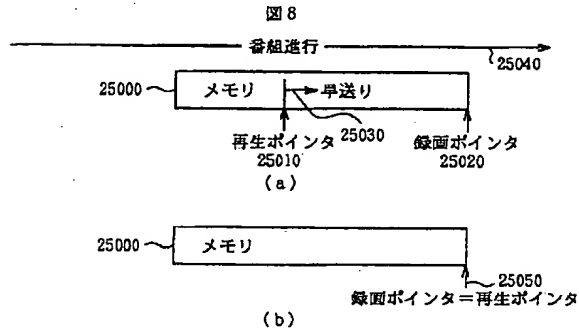 図8
番組進行
25040
25000 メモリ 早送り
25030
再生ポインタ 録画ポインタ
25010 25020
(a)
25000 メモリ
25050
録画ポインタ=再生ポインタ
(b)